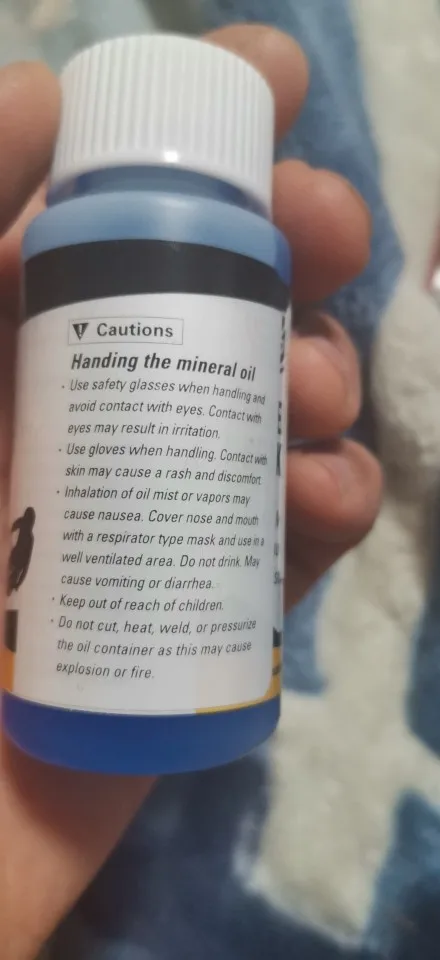 Cautions
Handing the mineral oil
· Use safety glasses when handling and
avoid contact with eyes. Contact with
eyes may result in irritation.
· Use gloves when handling. Contact with
skin may cause a rash and discomfort.
· Inhalation of oil mist or vapors may
cause nausea. Cover nose and mouth
with a respirator type mask and use in a
well ventilated area. Do not drink. May
cause vomiting or diarrhea.
· Keep out of reach of children.
· Do not cut, heat, weld, or pressurize
the oil container as this may cause
explosion or fire.